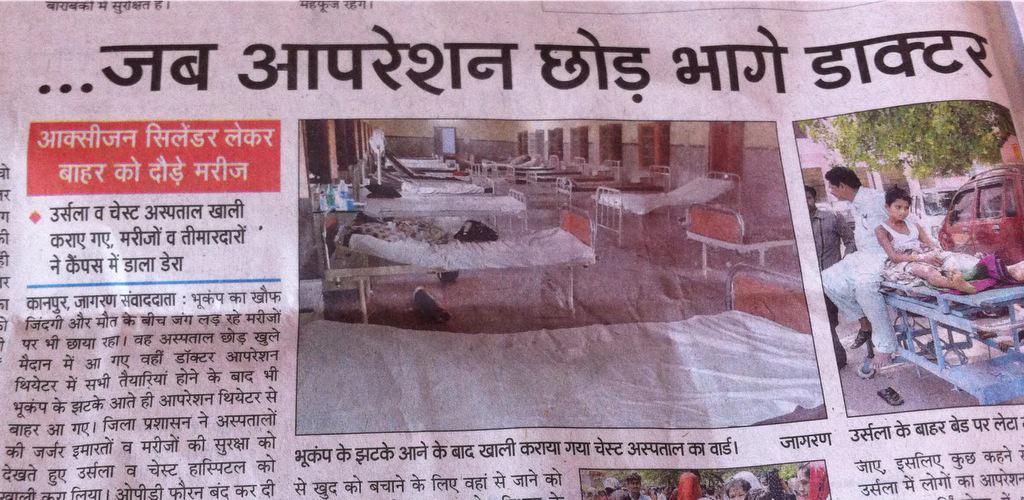 बाराबंकी में सुरक्षित हैं।
महफूज रहेंगे।
...जब आपरेशन छोड़ भागे डाक्टर
आक्सीजन सिलेंडर लेकर
बाहर को दौड़े मरीज
उर्सला व चेस्ट अस्पताल खाली
कराए गए, मरीजों व तीमारदारों
ने कैंपस में डाला डेरा
कानपुर, जागरण संवाददाता : भूकंप का खौफ
जिंदगी और मौत के बीच जंग लड़ रहे मरीजों
पर भी छाया रहा। वह अस्पताल छोड़ खुले
मैदान में आ गए वहीं डॉक्टर आपरेशन
थियेटर में सभी तैयारियां होने के बाद भी
भूकंप के झटके आते ही आपरेशन थियेटर से
बाहर आ गए। जिला प्रशासन ने अस्पतालों
की जर्जर इमारतों व मरीजों की सुरक्षा को
देखते हुए उर्सला व चेस्ट हास्पिटल को
खाली करा लिया। ओपीडी फौरन बंद कर दी
भूकंप के झटके आने के बाद खाली कराया गया चेस्ट अस्पताल का वार्ड। जागरण
उर्सला के बाहर बेड पर लेटा
से खुद को बचाने के लिए वहां से जाने को
जाए, इसलिए कुछ कहने से
उर्सला में लोगों का आपरेशन